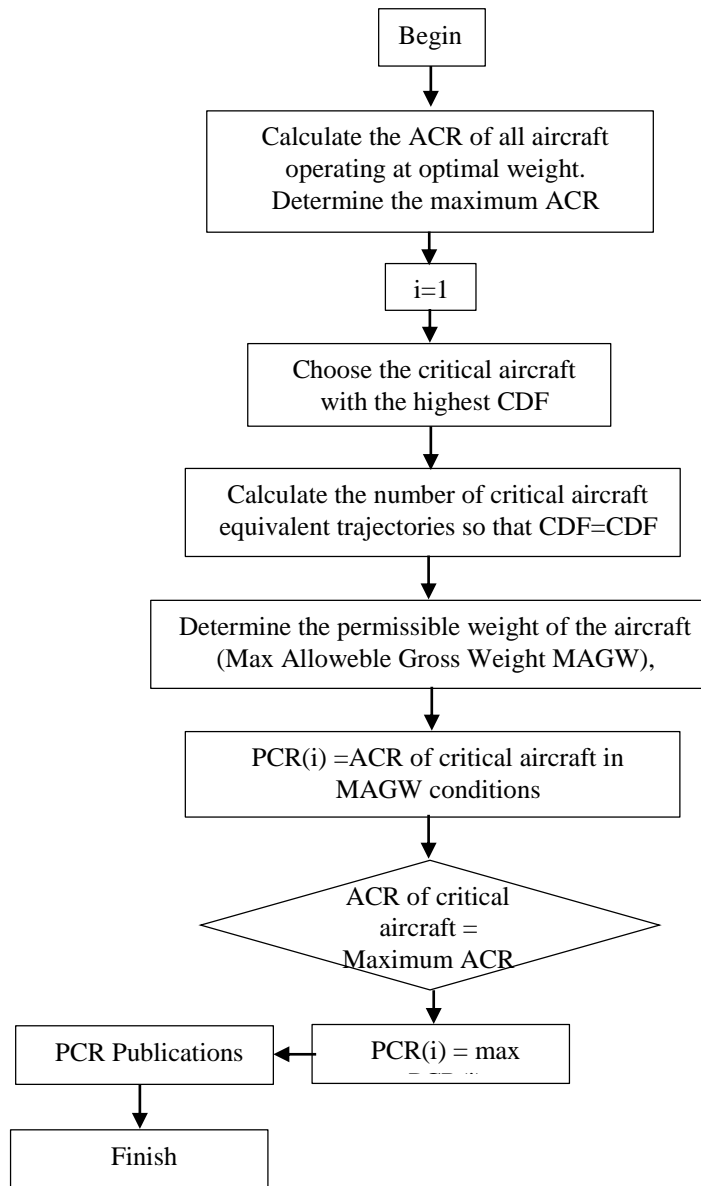 Begin
Calculate the ACR of all aircraft
operating at optimal weight.
Determine the maximum ACR
i=1
Choose the critical aircraft
with the highest CDF
Calculate the number of critical aircraft
equivalent trajectories so that CDF=CDF
Determine the permissible weight of the aircraft
(Max Alloweble Gross Weight MAGW),
PCR(i) =ACR of critical aircraft in
MAGW conditions
ACR of critical
aircraft =
Maximum ACR
PCR(i) = max
PCR Publications
Finish